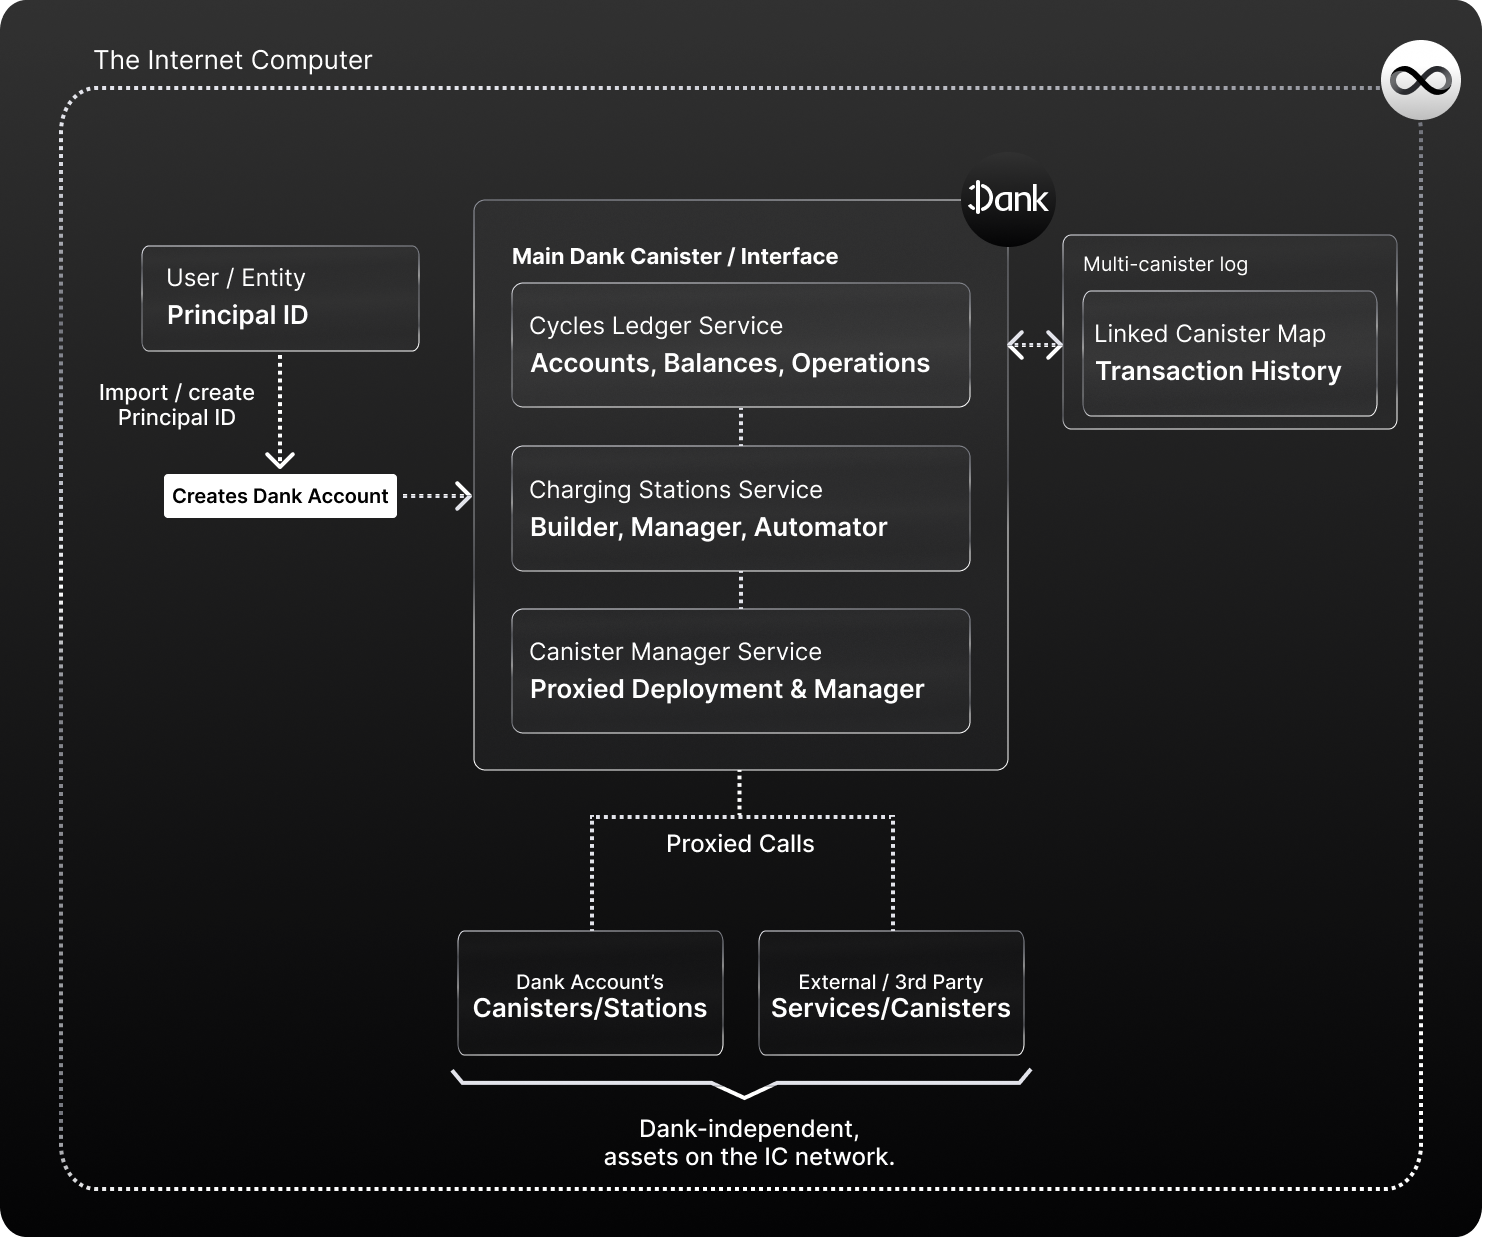 The Internet Computer
Dank
User / Entity
Principal ID
Import / create
Principal ID
Creates Dank Account
Main Dank Canister / Interface
Cycles Ledger Service
Accounts, Balances, Operations
Charging Stations Service
Builder, Manager, Automator
Canister Manager Service
Proxied Deployment & Manager
Multi-canister log
Linked Canister Map
Transaction History
Proxied Calls
Dank Account’s
Canisters/Stations
External / 3rd Party
Services/Canisters
Dank-independent,
assets on the IC network.